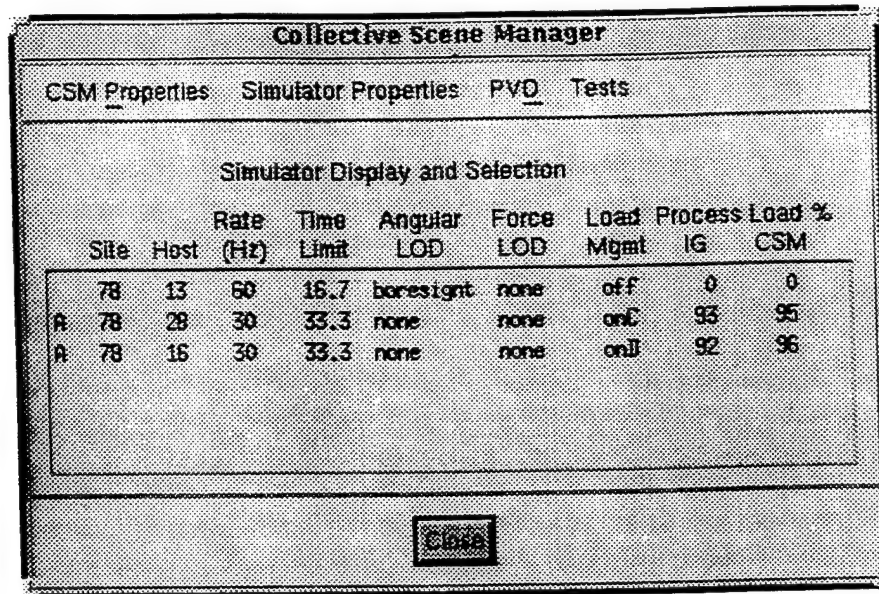 Collective Scene Manager
CSM Properties Simulator Properties PVD Tests
Simulator Display and Selection
Rate Time Angular Force Load Process Load %
Site Host (Hz) Limit LOD LOD Mgmt IG CSM
78 13 60 16.7 boresight none off 0 0
A 78 28 30 33.3 none none onC 93 95
A 78 16 30 33.3 none none onD 92 96
Close